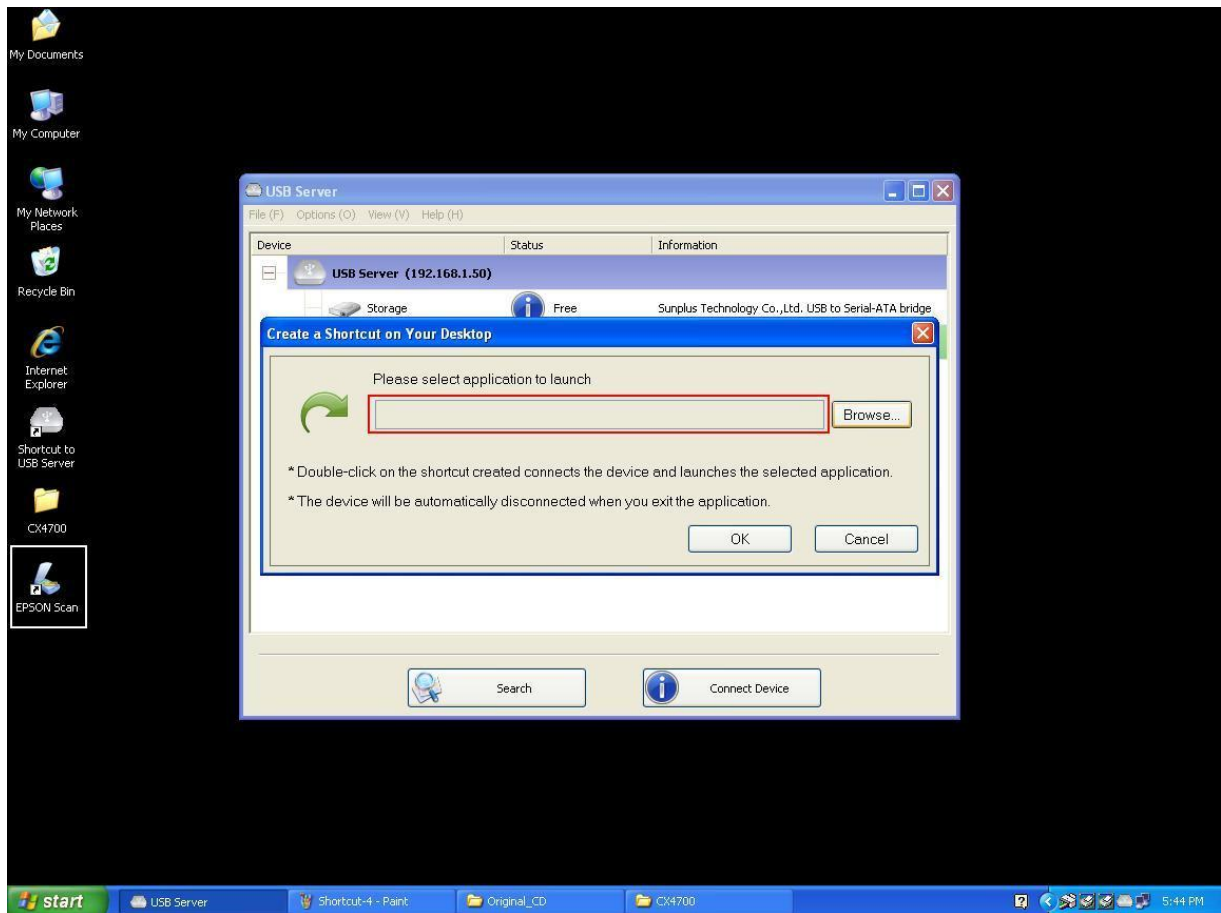 My Documents
My Computer
My Network
Places
Recycle Bin
Internet
Explorer
Shortcut to
USB Server
CX4700
EPSON Scan
USB Server
File (F) Options (O) View (V) Help (H)
Device Status Information
USB Server (192.168.1.50)
Storage Free Sunplus Technology Co.,Ltd. USB to Serial-ATA bridge
Create a Shortcut on Your Desktop
Please select application to launch
Browse...
* Double-click on the shortcut created connects the device and launches the selected application.
* The device will be automatically disconnected when you exit the application.
OK Cancel
Search Connect Device
start USB Server Shortcut-4 - Paint Original_CD CX4700 5:44 PM